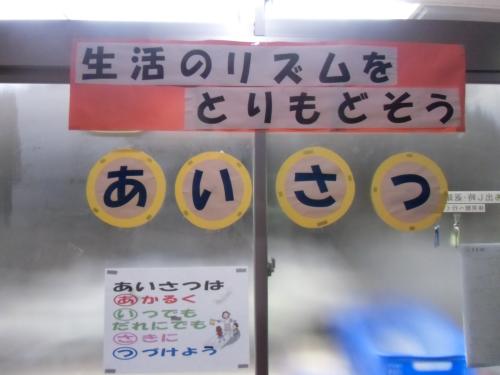 生活のリズムを
とりもどそう
あいさつ
あいさつは
あかるく
いつでも
だれにでも
さきに
つづけよう